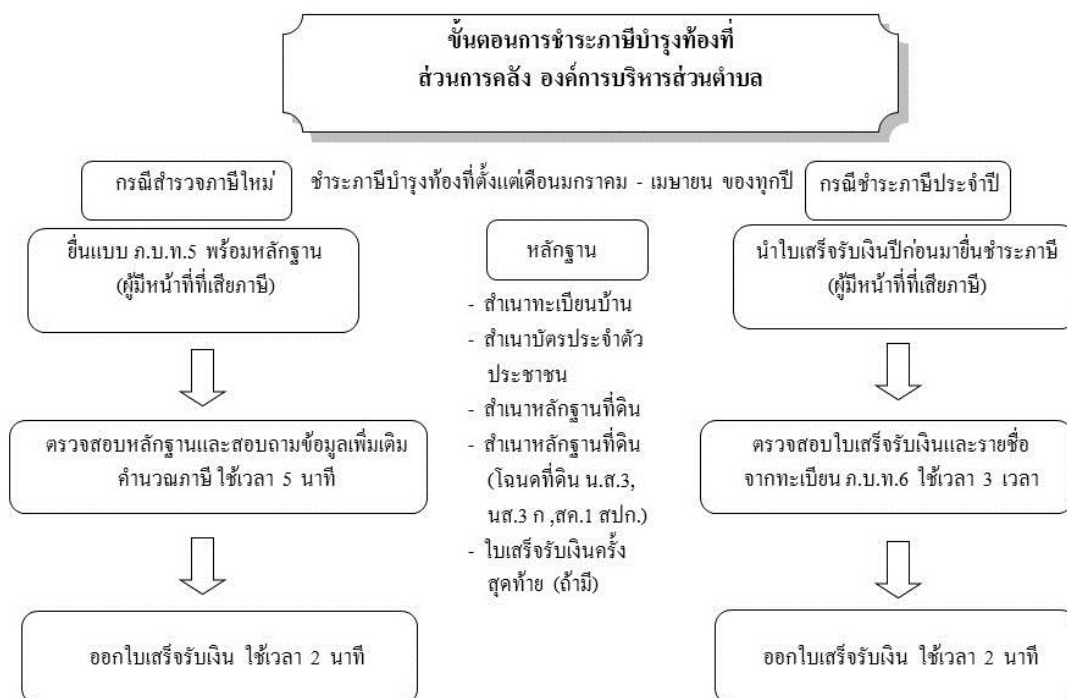 ขั้นตอนการชำระภาษีบำรุงท้องที่
ส่วนการคลัง องค์การบริหารส่วนตำบล
กรณีสำรวจภาษีใหม่
ชำระภาษีบำรุงท้องที่ตั้งแต่เดือนมกราคม - เมษายน ของทุกปี
กรณีชำระภาษีประจำปี
ยื่นแบบ ภ.บ.ท.5 พร้อมหลักฐาน
(ผู้มีหน้าที่ที่เสียภาษี)
ตรวจสอบหลักฐานและสอบถามข้อมูลเพิ่มเติม
คำนวณภาษี ใช้เวลา 5 นาที
ออกใบเสร็จรับเงิน ใช้เวลา 2 นาที
หลักฐาน
- สำเนาทะเบียนบ้าน
- สำเนาบัตรประจำตัว
ประชาชน
- สำเนาหลักฐานที่ดิน
- สำเนาหลักฐานที่ดิน
(โฉนดที่ดิน น.ส.3,
นส.3 ก ,สค.1 สปก.)
- ใบเสร็จรับเงินครั้ง
สุดท้าย (ถ้ามี)
นำใบเสร็จรับเงินปีก่อนมายื่นชำระภาษี
(ผู้มีหน้าที่ที่เสียภาษี)
ตรวจสอบใบเสร็จรับเงินและรายชื่อ
จากทะเบียน ภ.บ.ท.6 ใช้เวลา 3 เวลา
ออกใบเสร็จรับเงิน ใช้เวลา 2 นาที